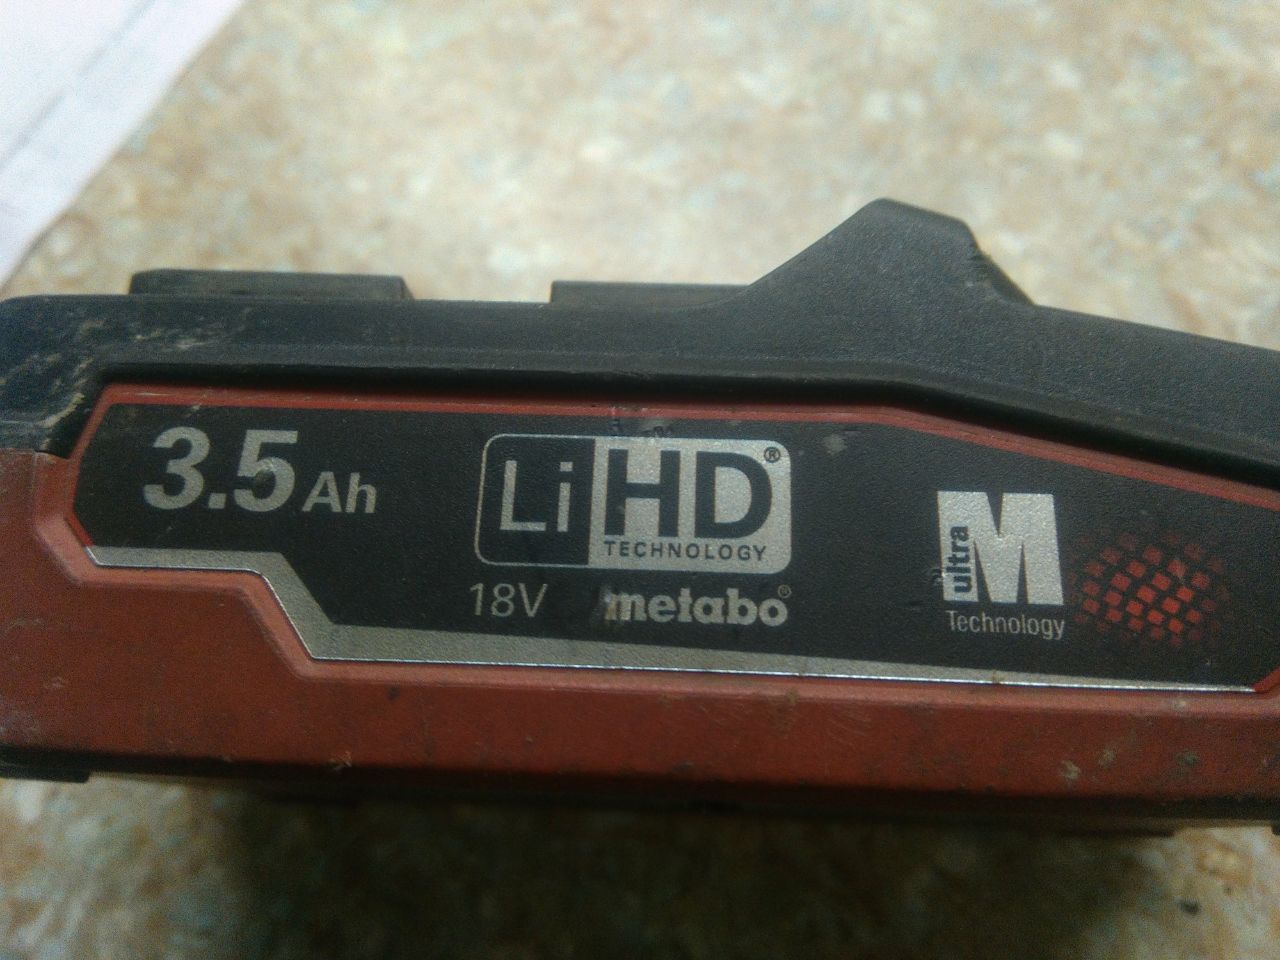 3.5 Ah
LiHD®
TECHNOLOGY
18V metabo®
ultra M
Technology